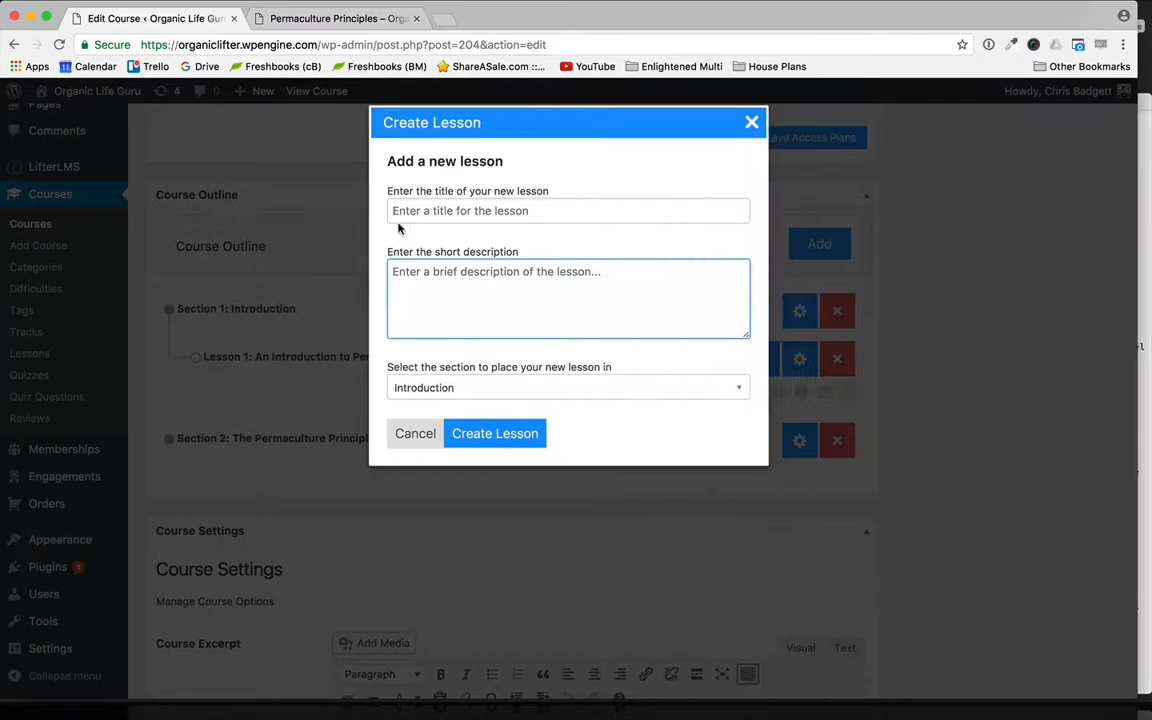 Edit Course ‹ Organic Life Guru ×
Permaculture Principles – Orga ×
Secure https://organiclifter.wpengine.com/wp-admin/post.php?post=204&action=edit
Apps Calendar Trello Drive Freshbooks (cB) Freshbooks (BM) ShareASale.com ::... YouTube Enlightened Multi House Plans Other Bookmarks
Organic Life Guru 4 0 + New View Course Howdy, Chris Badgett
Pages
Comments
LifterLMS
Courses
Courses
Add Course
Categories
Difficulties
Tags
Tracks
Lessons
Quizzes
Quiz Questions
Reviews
Memberships
Engagements
Orders
Appearance
Plugins 1
Users
Tools
Settings
Collapse menu
Save Access Plans
Course Outline
Course Outline
Add
Section 1: Introduction
Lesson 1: An Introduction to Per
Section 2: The Permaculture Principl
Create Lesson
Add a new lesson
Enter the title of your new lesson
Enter a title for the lesson
Enter the short description
Enter a brief description of the lesson...
Select the section to place your new lesson in
Introduction
Cancel Create Lesson
Course Settings
Course Settings
Manage Course Options
Course Excerpt
Add Media
Visual Text
Paragraph B I